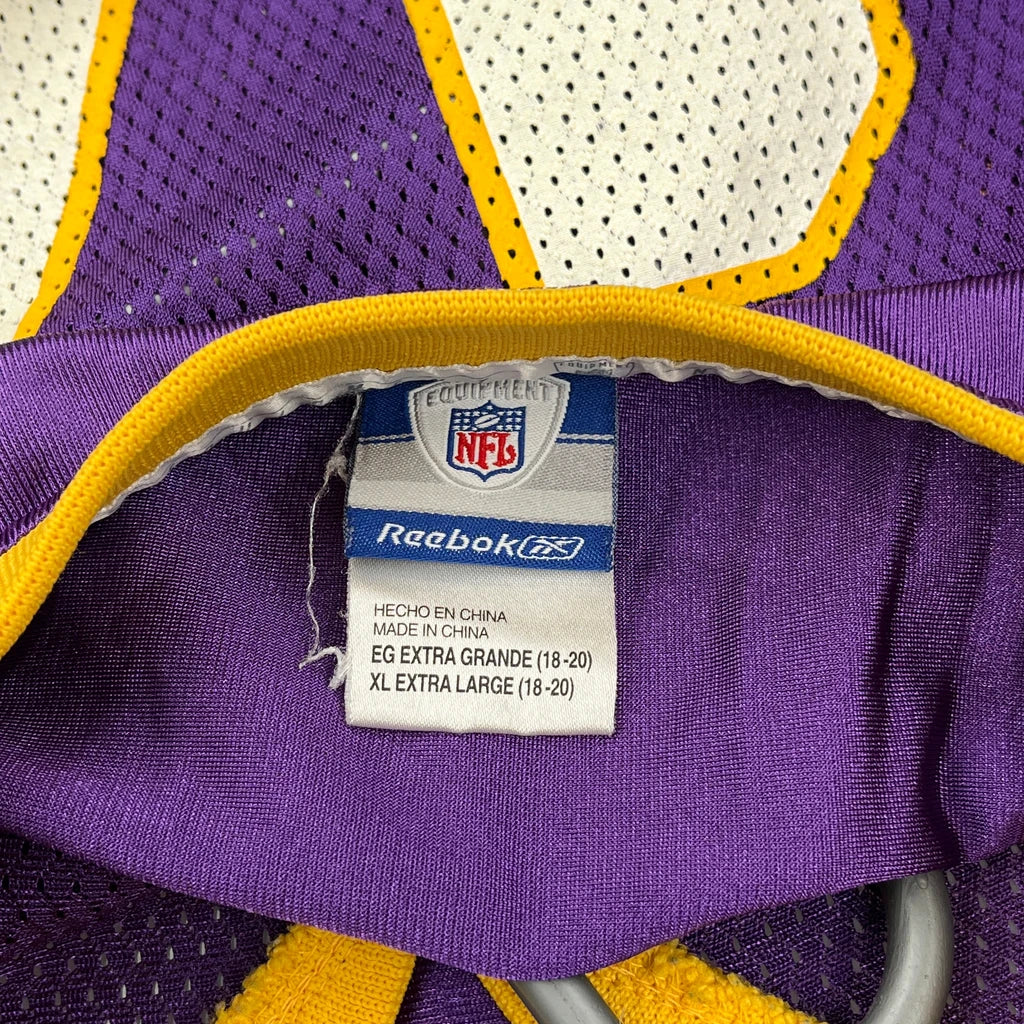 EQUIPMENT
EQUIPMENT
NFL
Reebok
HECHO EN CHINA
MADE IN CHINA
EG EXTRA GRANDE (18-20)
XL EXTRA LARGE (18-20)